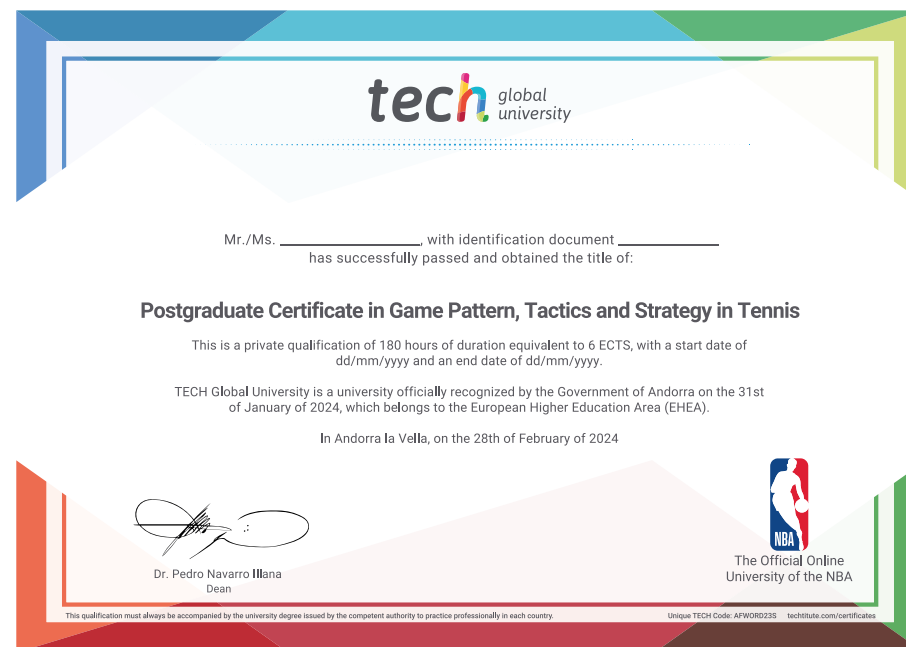 tech global
university
Mr./Ms. ____________, with identification document ____________
has successfully passed and obtained the title of:
Postgraduate Certificate in Game Pattern, Tactics and Strategy in Tennis
This is a private qualification of 180 hours of duration equivalent to 6 ECTS, with a start date of
dd/mm/yyyy and an end date of dd/mm/yyyy.
TECH Global University is a university officially recognized by the Government of Andorra on the 31st
of January of 2024, which belongs to the European Higher Education Area (EHEA).
In Andorra la Vella, on the 28th of February of 2024
NBA
The Official Online
University of the NBA
Dr. Pedro Navarro Illana
Dean
This qualification must always be accompanied by the university degree issued by the competent authority to practice professionally in each country.
Unique TECH Code: AFWORD23S techtitute.com/certificates